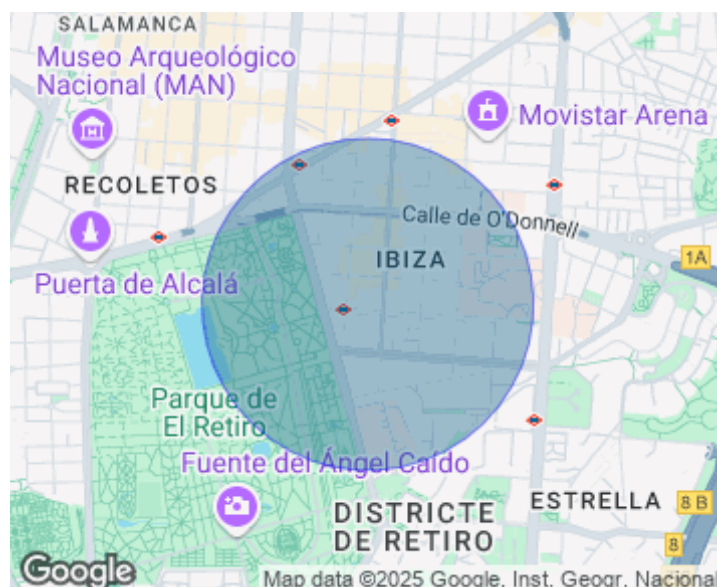 SALAMANCA
Museo Arqueológico
Nacional (MAN)
Movistar Arena
RECOLETOS
Calle de O'Donnell
IBIZA
1A
Puerta de Alcalá
Parque de
El Retiro
Fuente del Ángel Caído
ESTRELLA
8 B
DISTRICTE
DE RETIRO
8
Google
Map data ©2025 Google, Inst. Geogr. Nacional